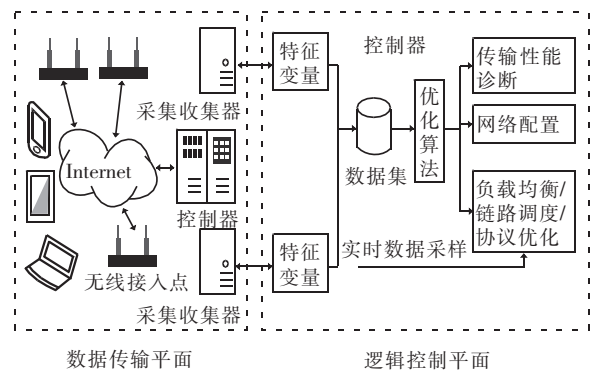 采集收集器
Internet
控制器
无线接入点
采集收集器
数据传输平面
特征
变量
控制器
数据集
优
化
算
法
传输性能
诊断
网络配置
负载均衡/
链路调度/
协议优化
特征
变量
实时数据采样
逻辑控制平面